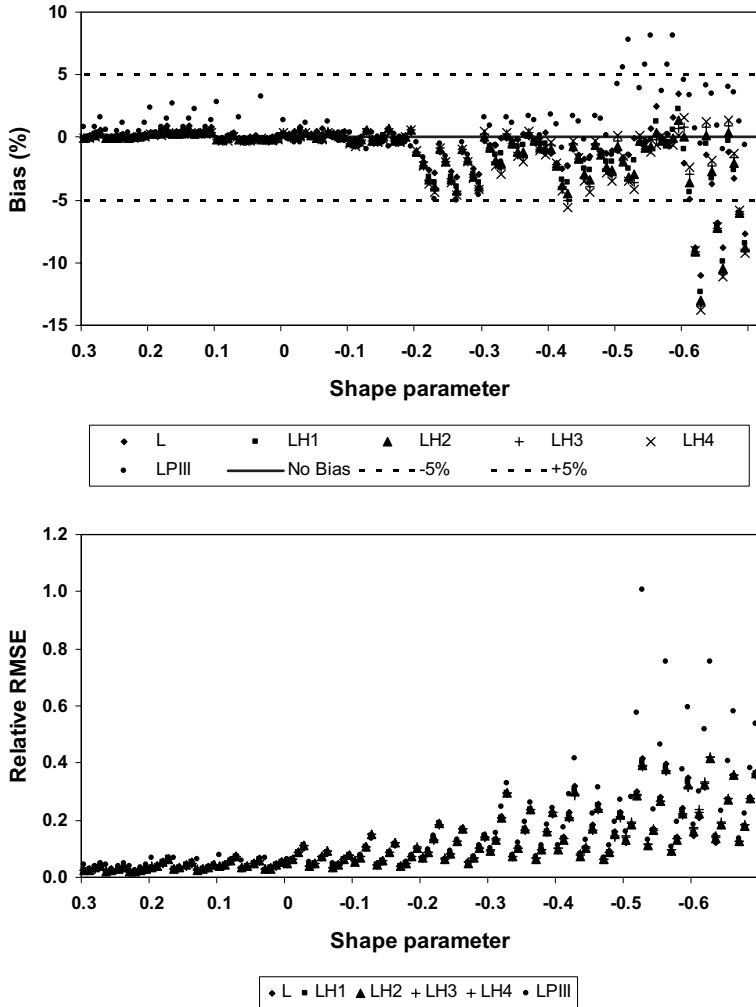 10
5
0
-5
-10
-15
Bias (%)
0.3 0.2 0.1 0 -0.1 -0.2 -0.3 -0.4 -0.5 -0.6
Shape parameter
L LH1 LH2 LH3 LH4
LPIII No Bias -5% +5%
1.2
1.0
0.8
0.6
0.4
0.2
0.0
Relative RMSE
0.3 0.2 0.1 0 -0.1 -0.2 -0.3 -0.4 -0.5 -0.6
Shape parameter
L LH1 LH2 LH3 LH4 LPIII